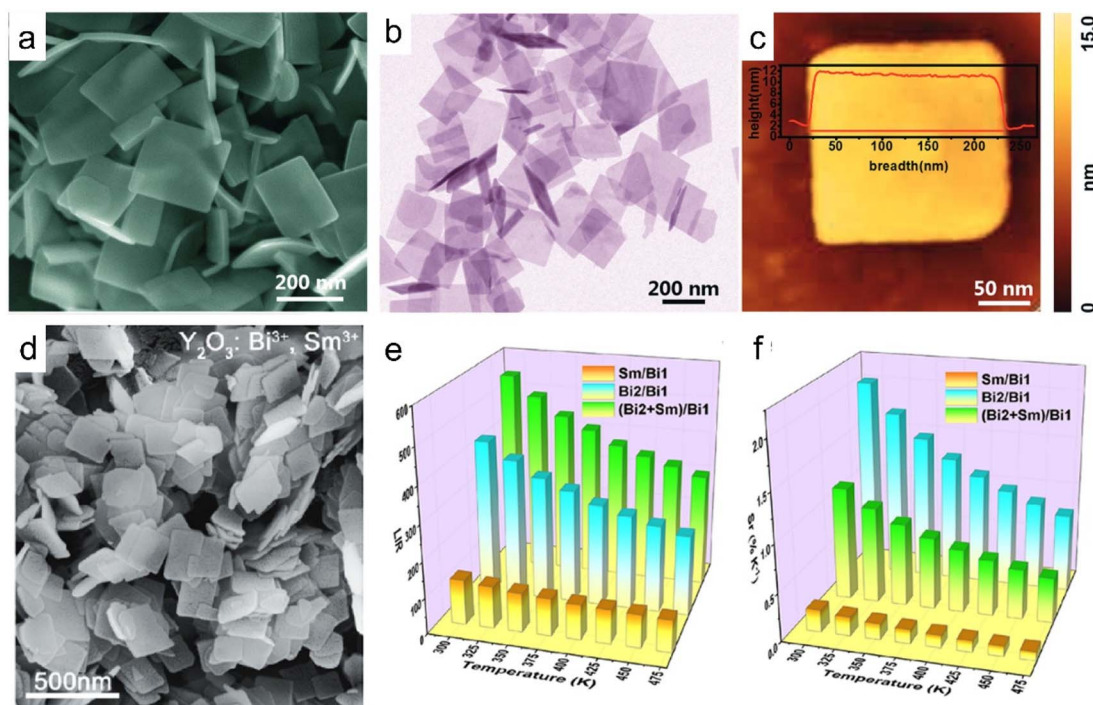 a
200 nm
b
200 nm
c
height(nm)
12
10
8
6
4
2
0
0 50 100 150 200 250
breadth(nm)
50 nm
15.0
nm
0
d
Y₂O₃: Bi³⁺, Sm³⁺
500nm
e
Sm/Bi1
Bi2/Bi1
(Bi2+Sm)/Bi1
600
500
400
300
200
100
0
LIR
300 325 350 375 400 425 450 475
Temperature (K)
f
Sm/Bi1
Bi2/Bi1
(Bi2+Sm)/Bi1
2.0
1.5
1.0
0.5
0.0
300 325 350 375 400 425 450 475
Temperature (K)